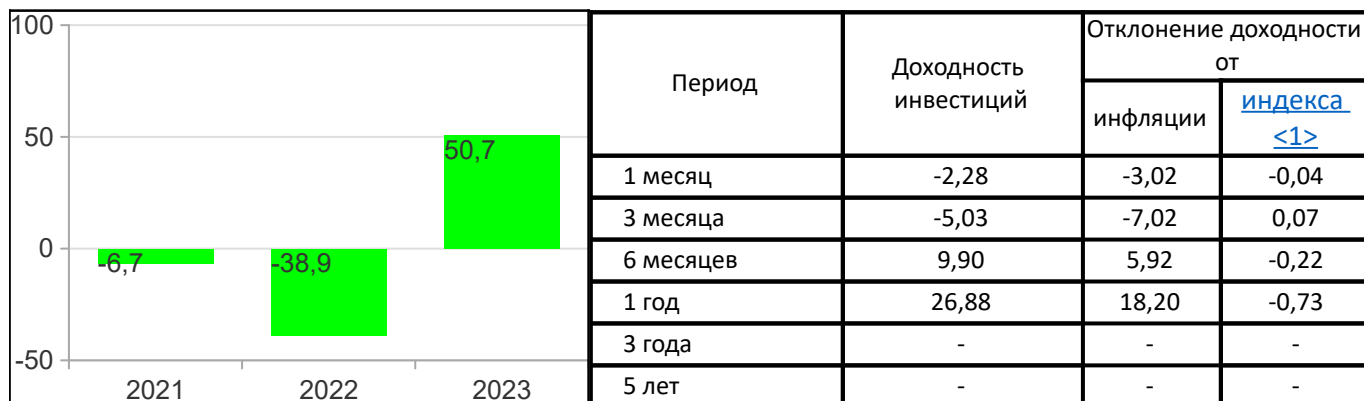 100
50
0
-50
50,7
-6,7
-38,9
2021 2022 2023
Период
Доходность
инвестиций
Отклонение доходности
от
инфляции
индекса
<1>
1 месяц -2,28 -3,02 -0,04
3 месяца -5,03 -7,02 0,07
6 месяцев 9,90 5,92 -0,22
1 год 26,88 18,20 -0,73
3 года - - -
5 лет - - -